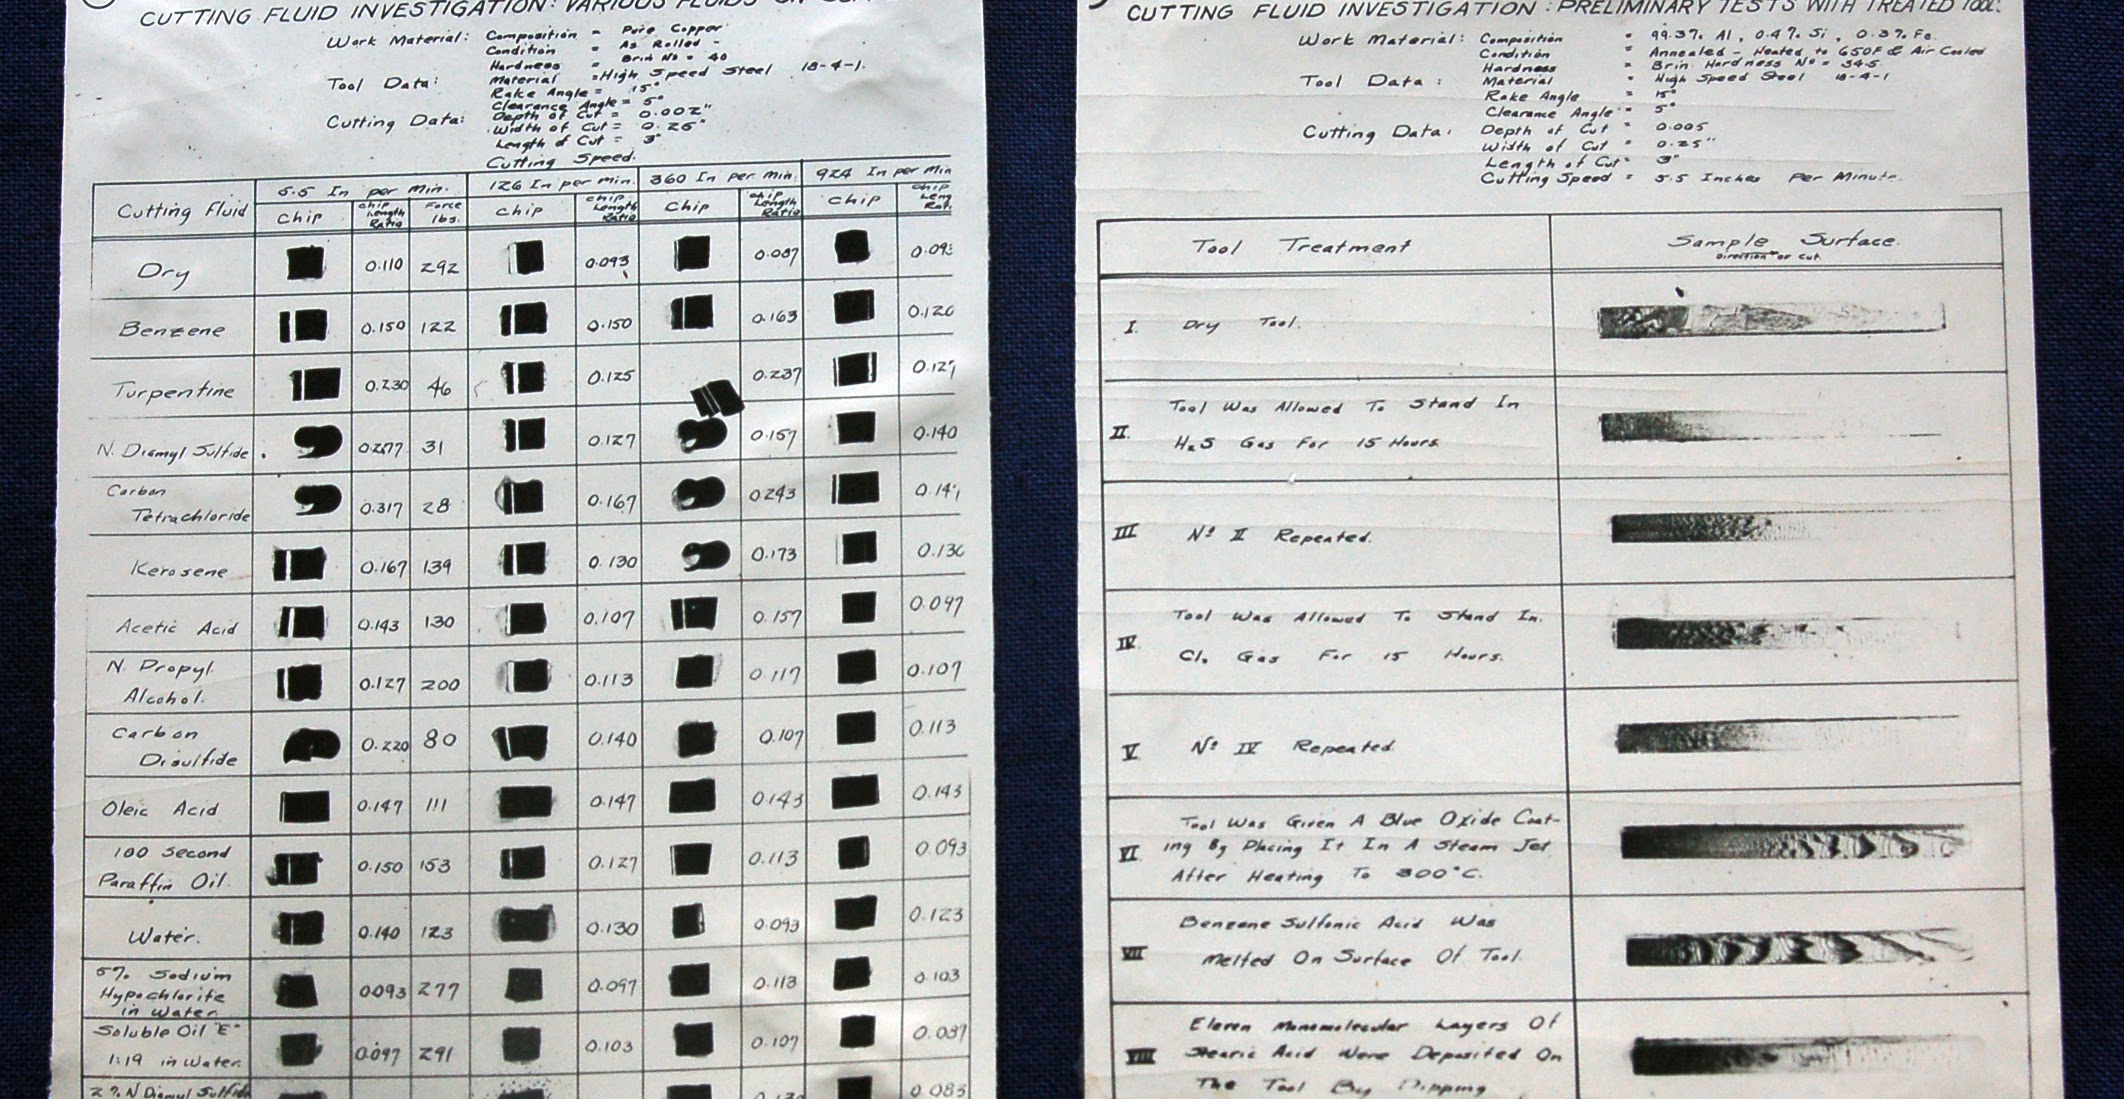 CUTTING FLUID INVESTIGATION: VARIOUS FLUIDS ON
Work Material: Composition = Pure Copper
Condition = As Rolled
Hardness = Brin Nº = 40
Tool Data: Material = High Speed Steel 18-4-1.
Rake Angle = 15°
Clearance Angle = 5°
Cutting Data: Depth of Cut = 0.002"
Width of Cut = 0.25"
Length of Cut = 3"
Cutting Speed:
Cutting Fluid 5.5 In per min. 126 In per min. 360 In per min. 924 In per min
Chip Chip Length Ratio Force lbs. Chip Chip Length Ratio Chip Chip Length Ratio Chip Chip
Dry 0.110 292 0.093 0.087
Benzene 0.150 122 0.150 0.163 0.120
Turpentine 0.230 46 0.125 0.237 0.127
N. Diamyl Sulfide 0.277 31 0.127 0.157 0.140
Carbon Tetrachloride 0.317 28 0.167 0.243
Kerosene 0.167 139 0.130 0.173
Acetic Acid 0.143 130 0.107 0.157 0.097
N. Propyl Alcohol. 0.127 200 0.113 0.117 0.107
Carbon Disulfide 0.220 80 0.140 0.107 0.113
Oleic Acid 0.147 111 0.147 0.143 0.143
100 Second Paraffin Oil. 0.150 153 0.127 0.113 0.093
Water. 0.140 123 0.130 0.093 0.123
5% Sodium Hypochlorite in Water 0.093 277 0.097 0.113 0.103
Soluble Oil "E" 1:19 in Water. 0.097 291 0.103 0.107 0.087
2% N Diamyl Sulfide 0.083
CUTTING FLUID INVESTIGATION: PRELIMINARY TESTS WITH TREATED TOOL.
Work Material: Composition = 99.3% Al, 0.4% Si, 0.3% Fe.
Condition = Annealed - Heated to 650F & Air Cooled
Hardness = Brin. Hardness Nº = 34.5
Tool Data: Material = High Speed Steel 18-4-1
Rake Angle = 15°
Clearance Angle = 5°
Cutting Data: Depth of Cut = 0.005
Width of Cut = 0.25"
Length of Cut = 3"
Cutting Speed = 5.5 Inches Per Minute.
Tool Treatment Sample Surface.
Direction of Cut.
I. Dry Tool.
II. Tool Was Allowed To Stand In
H₂S Gas For 15 Hours.
III Nº II Repeated.
IV. Tool Was Allowed To Stand In.
Cl₂ Gas For 15 Hours.
V. Nº IV Repeated.
VI Tool Was Given A Blue Oxide Coat-
ing By Placing It In A Steam Jet
After Heating To 300°C.
VII Benzene Sulfonic Acid Was
Melted On Surface Of Tool.
VIII Eleven Monomolecular Layers Of
Stearic Acid Were Deposited On
The Tool By Dipping